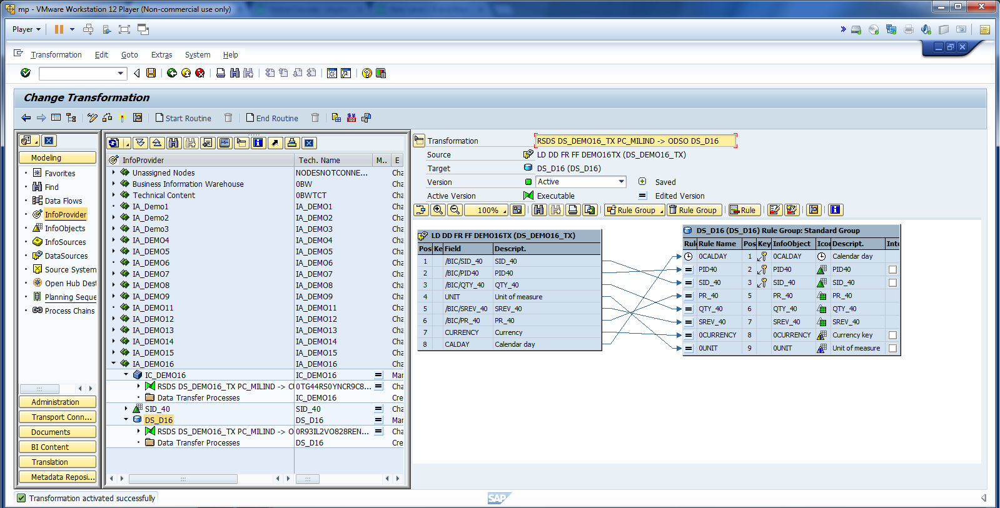 mp - VMware Workstation 12 Player (Non-commercial use only)
Player
Transformation Edit Goto Extras System Help
Change Transformation
Start Routine End Routine
Modeling
Favorites
Find
Data Flows
InfoProvider
InfoObjects
InfoSources
DataSources
Source System
Open Hub Dest
Planning Seque
Process Chains
Administration
Transport Conn...
Documents
BI Content
Translation
Metadata Reposi...
InfoProvider Tech. Name M.. E
Unassigned Nodes NODESNOTCONNE... Cha
Business Information Warehouse 0BW Cha
Technical Content 0BWTCT Cha
IA_Demo1 IA_DEMO1 Cha
IA_Demo2 IA_DEMO2 Cha
IA_Demo3 IA_DEMO3 Cha
IA_DEMO4 IA_DEMO4 Cha
IA_DEMO5 IA_DEMO5 Cha
IA_DEMO6 IA_DEMO6 Cha
IA_DEMO7 IA_DEMO7 Cha
IA_DEMO8 IA_DEMO8 Cha
IA_DEMO9 IA_DEMO9 Cha
IA_DEMO11 IA_DEMO11 Cha
IA_DEMO12 IA_DEMO12 Cha
IA_DEMO13 IA_DEMO13 Cha
IA_DEMO14 IA_DEMO14 Cha
IA_DEMO15 IA_DEMO15 Cha
IA_DEMO16 IA_DEMO16 Cha
IC_DEMO16 IC_DEMO16 Mar
RSDS DS_DEMO16_TX PC_MILIND -> C 0TG44RS0YNCR9C8... Cha
Data Transfer Processes IC_DEMO16 Cre
SID_40 SID_40 Cha
DS_D16 DS_D16 Mar
RSDS DS_DEMO16_TX PC_MILIND -> O 0R93IL2VO828REN... Cha
Data Transfer Processes DS_D16 Cre
Transformation RSDS DS_DEMO16_TX PC_MILIND -> ODSO DS_D16
Source LD DD FR FF DEMO16TX (DS_DEMO16_TX)
Target DS_D16 (DS_D16)
Version Active Saved
Active Version Executable Edited Version
100% Rule Group Rule Group Rule
LD DD FR FF DEMO16TX (DS_DEMO16_TX)
Pos Ke Field Descript.
1 /BIC/SID_40 SID_40
2 /BIC/PID40 PID40
3 /BIC/QTY_40 QTY_40
4 UNIT Unit of measure
5 /BIC/SREV_40 SREV_40
6 /BIC/PR_40 PR_40
7 CURRENCY Currency
8 CALDAY Calendar day
DS_D16 (DS_D16) Rule Group: Standard Group
Rul Rule Name Pos Key InfoObject Icon Descript. Inte
0CALDAY 1 0CALDAY Calendar day
PID40 2 PID40 PID40
SID_40 3 SID_40 SID_40
PR_40 5 PR_40 PR_40
QTY_40 6 QTY_40 QTY_40
SREV_40 7 SREV_40 SREV_40
0CURRENCY 8 0CURRENCY Currency key
0UNIT 9 0UNIT Unit of measure
Transformation activated successfully
SAP